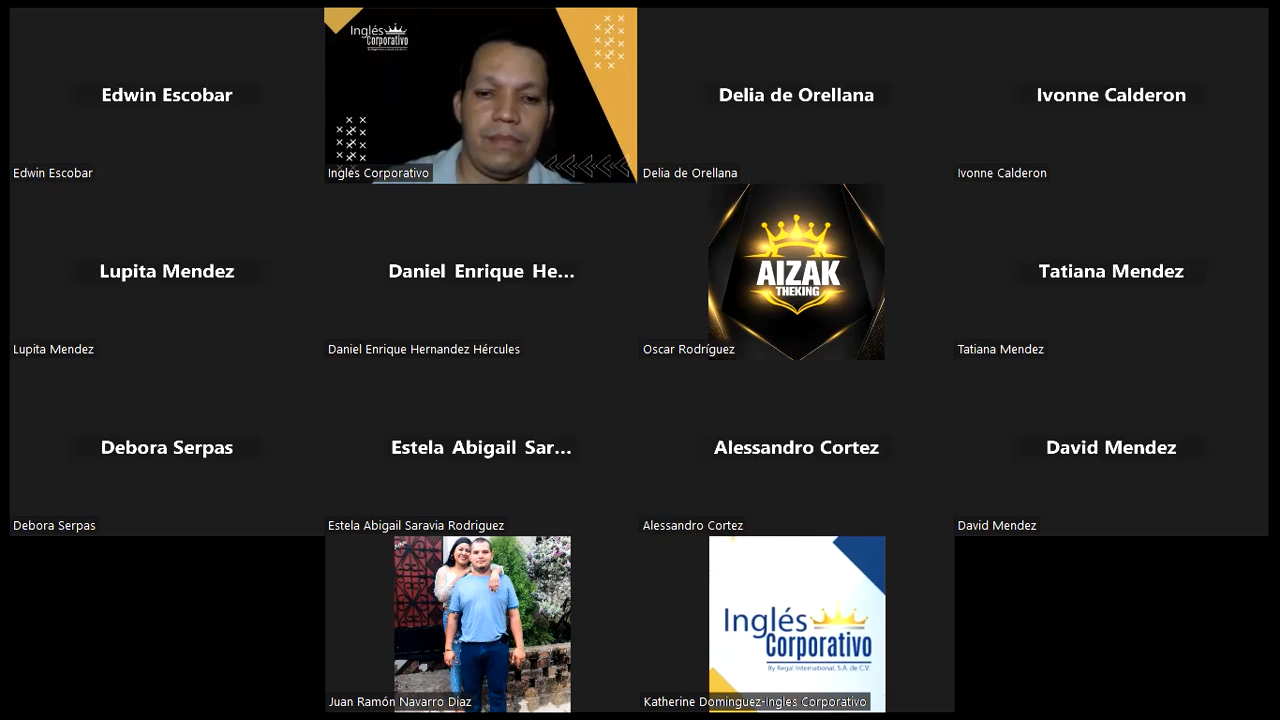 Edwin Escobar
Edwin Escobar
Inglés
Corporativo
Ingles Corporativo
Delia de Orellana
Delia de Orellana
Ivonne Calderon
Ivonne Calderon
Lupita Mendez
Lupita Mendez
Daniel Enrique He...
Daniel Enrique Hernandez Hércules
AIZAK
THEKING
Oscar Rodríguez
Tatiana Mendez
Tatiana Mendez
Debora Serpas
Debora Serpas
Estela Abigail Sar...
Estela Abigail Saravia Rodriguez
Alessandro Cortez
Alessandro Cortez
David Mendez
David Mendez
Juan Ramón Navarro Diaz
Inglés
Corporativo
By Regal International, S.A. de C.V.
Katherine Dominguez-Ingles Corporativo